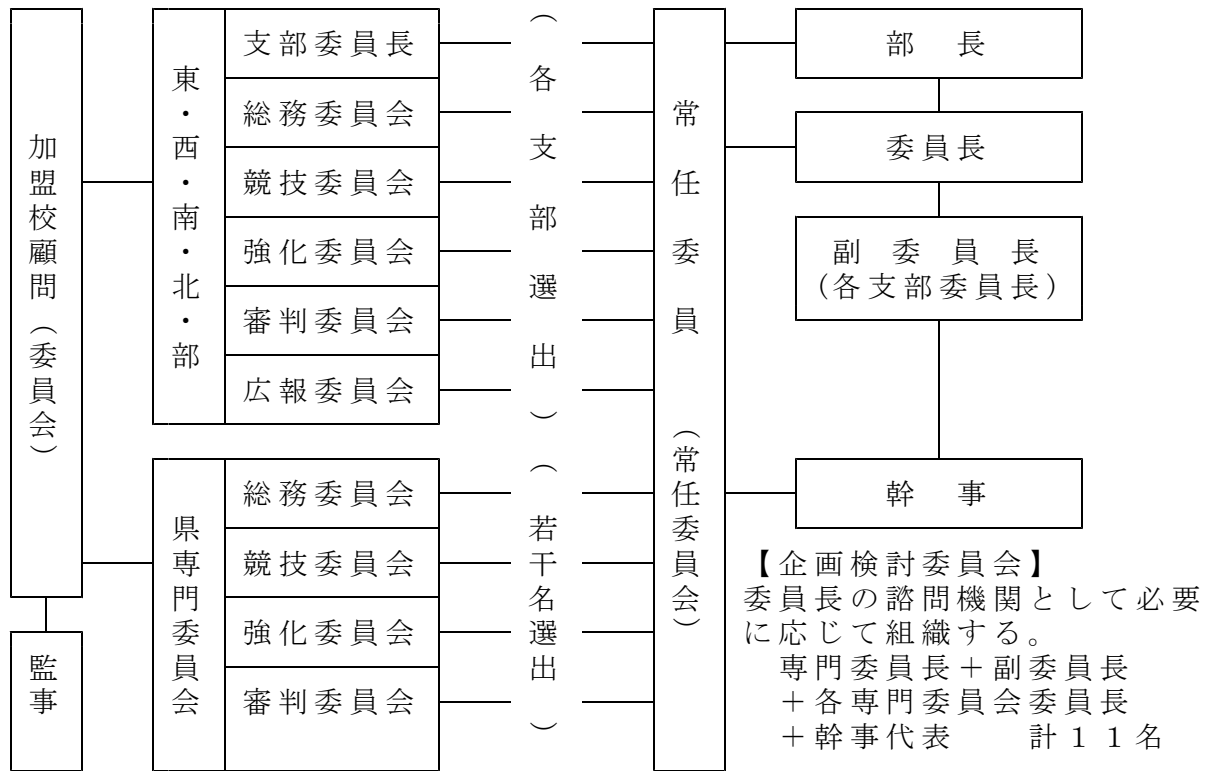 加盟校顧問（委員会）
監事
東・西・南・北・部
支部委員長
総務委員会
競技委員会
強化委員会
審判委員会
広報委員会
（各支部選出）
県専門委員会
総務委員会
競技委員会
強化委員会
審判委員会
（若干名選出）
常任委員（常任委員会）
部　長
委員長
副　委　員　長
（各支部委員長）
幹　事
【企画検討委員会】
委員長の諮問機関として必要
に応じて組織する。
専門委員長＋副委員長
＋各専門委員会委員長
＋幹事代表　　計１１名